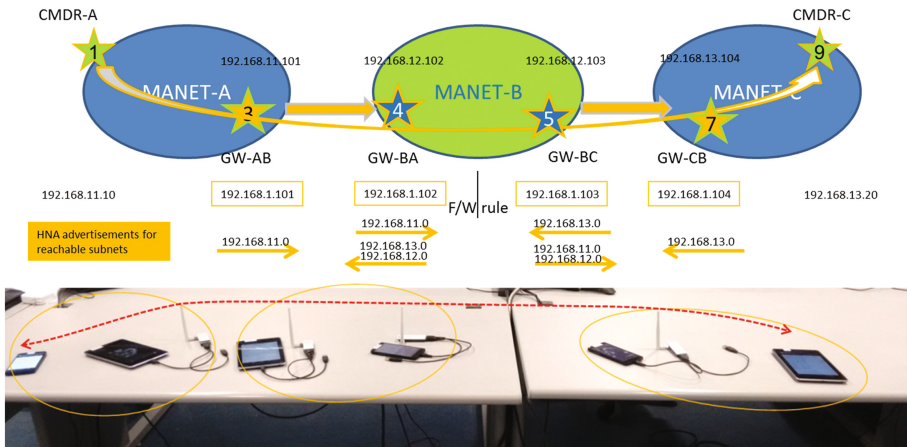 CMDR-A
CMDR-C
1
9
192.168.11.101
192.168.12.102
192.168.12.103
192.168.13.104
MANET-A
MANET-B
MANET-C
3
4
5
7
GW-AB
GW-BA
GW-BC
GW-CB
192.168.11.10
192.168.1.101
192.168.1.102
192.168.1.103
192.168.1.104
192.168.13.20
F/W rule
HNA advertisements for
reachable subnets
192.168.11.0
192.168.11.0
192.168.13.0
192.168.12.0
192.168.13.0
192.168.11.0
192.168.12.0
192.168.13.0